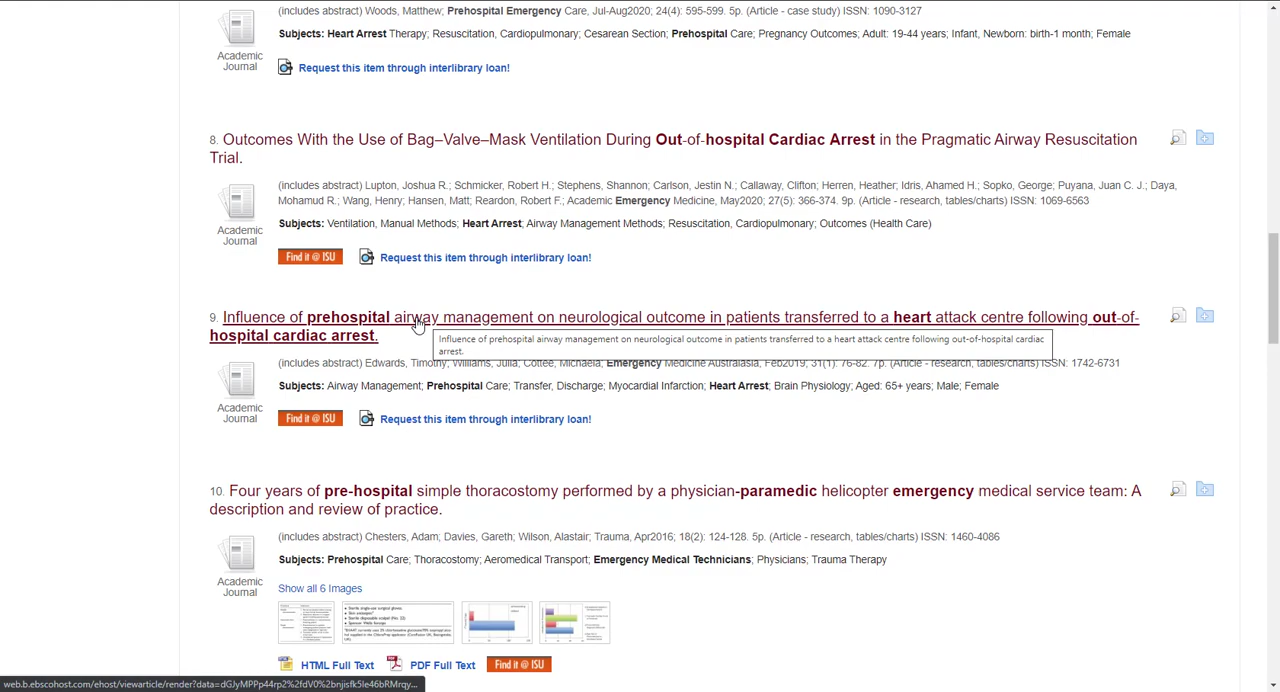 (includes abstract) Woods, Matthew; Prehospital Emergency Care, Jul-Aug2020; 24(4): 595-599. 5p. (Article - case study) ISSN: 1090-3127
Subjects: Heart Arrest Therapy; Resuscitation, Cardiopulmonary; Cesarean Section; Prehospital Care; Pregnancy Outcomes; Adult: 19-44 years; Infant, Newborn: birth-1 month; Female
Academic
Journal
Request this item through interlibrary loan!
8. Outcomes With the Use of Bag–Valve–Mask Ventilation During Out-of-hospital Cardiac Arrest in the Pragmatic Airway Resuscitation
Trial.
(includes abstract) Lupton, Joshua R.; Schmicker, Robert H.; Stephens, Shannon; Carlson, Jestin N.; Callaway, Clifton; Herren, Heather; Idris, Ahamed H.; Sopko, George; Puyana, Juan C. J.; Daya,
Mohamud R.; Wang, Henry; Hansen, Matt; Reardon, Robert F.; Academic Emergency Medicine, May2020; 27(5): 366-374. 9p. (Article - research, tables/charts) ISSN: 1069-6563
Subjects: Ventilation, Manual Methods; Heart Arrest; Airway Management Methods; Resuscitation, Cardiopulmonary; Outcomes (Health Care)
Academic
Journal
Find it @ ISU
Request this item through interlibrary loan!
9. Influence of prehospital airway management on neurological outcome in patients transferred to a heart attack centre following out-of-
hospital cardiac arrest.
Influence of prehospital airway management on neurological outcome in patients transferred to a heart attack centre following out-of-hospital cardiac
arrest.
(includes abstract) Edwards, Timothy; Williams, Julia; Cottee, Michaela; Emergency Medicine Australasia, Feb2019; 31(1): 76-82. 7p. (Article - research, tables/charts) ISSN: 1742-6731
Subjects: Airway Management; Prehospital Care; Transfer, Discharge; Myocardial Infarction; Heart Arrest; Brain Physiology; Aged: 65+ years; Male; Female
Academic
Journal
Find it @ ISU
Request this item through interlibrary loan!
10. Four years of pre-hospital simple thoracostomy performed by a physician-paramedic helicopter emergency medical service team: A
description and review of practice.
(includes abstract) Chesters, Adam; Davies, Gareth; Wilson, Alastair; Trauma, Apr2016; 18(2): 124-128. 5p. (Article - research, tables/charts) ISSN: 1460-4086
Subjects: Prehospital Care; Thoracostomy; Aeromedical Transport; Emergency Medical Technicians; Physicians; Trauma Therapy
Academic
Journal
Show all 6 Images
HTML Full Text
PDF Full Text
Find it @ ISU